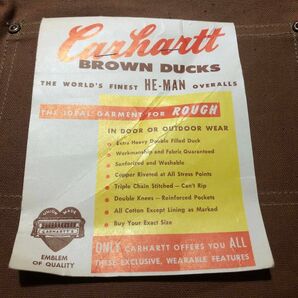 Carhartt
BROWN DUCKS
THE WORLD'S FINEST HE-MAN OVERALLS
THE IDEAL GARMENT FOR ROUGH
IN DOOR OR OUTDOOR WEAR
• Extra Heavy Double Filled Duck
• Workmanship and Fabric Guaranteed
• Sanforized and Washable
• Copper Riveted at All Stress Points
• Triple Chain Stitched — Can't Rip
• Double Knees — Reinforced Pockets
• All Cotton Except Lining as Marked
• Buy Your Exact Size
UNION MADE
CARHARTT'S
EMBLEM
OF QUALITY
ONLY CARHARTT OFFERS YOU ALL
THESE EXCLUSIVE, WEARABLE FEATURES